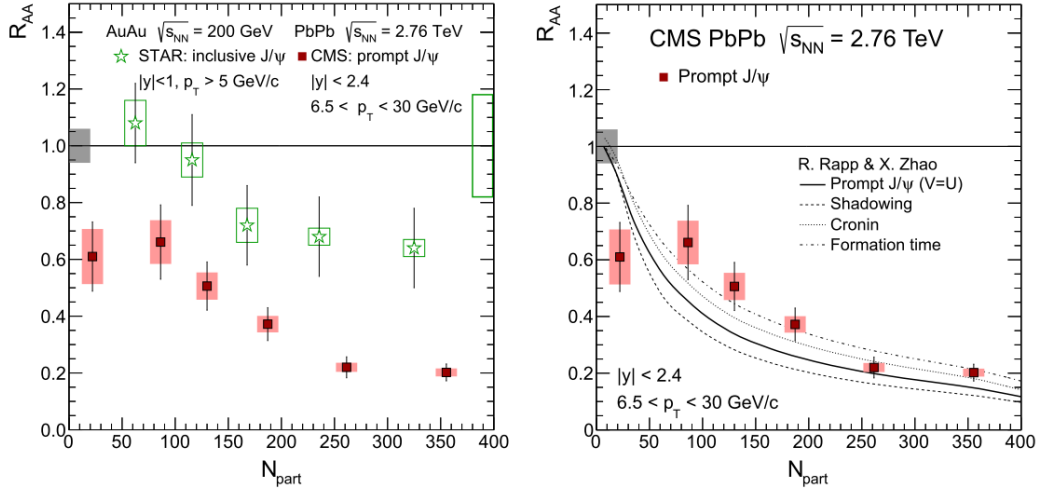 R_AA
1.4
1.2
1.0
0.8
0.6
0.4
0.2
0.0
AuAu √s_NN = 200 GeV
STAR: inclusive J/ψ
|y|<1, p_T > 5 GeV/c
PbPb √s_NN = 2.76 TeV
CMS: prompt J/ψ
|y| < 2.4
6.5 < p_T < 30 GeV/c
0 50 100 150 200 250 300 350 400
N_part
R_AA
1.4
1.2
1
0.8
0.6
0.4
0.2
0
CMS PbPb √s_NN = 2.76 TeV
Prompt J/ψ
R. Rapp & X. Zhao
Prompt J/ψ (V=U)
Shadowing
Cronin
Formation time
|y| < 2.4
6.5 < p_T < 30 GeV/c
0 50 100 150 200 250 300 350 400
N_part